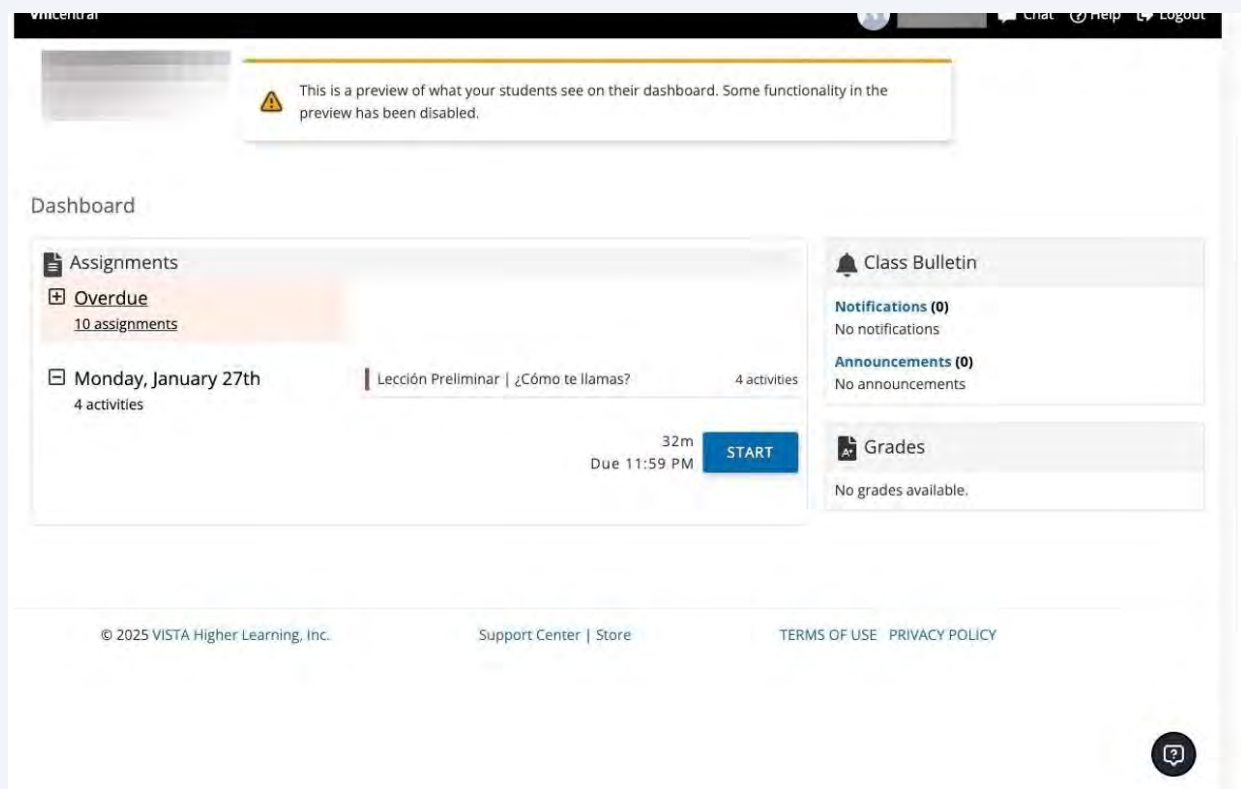 vhlcentral
Chat Help Logout
This is a preview of what your students see on their dashboard. Some functionality in the
preview has been disabled.
Dashboard
Assignments
Overdue
10 assignments
Monday, January 27th
4 activities
Lección Preliminar | ¿Cómo te llamas? 4 activities
32m
Due 11:59 PM
START
Class Bulletin
Notifications (0)
No notifications
Announcements (0)
No announcements
A+ Grades
No grades available.
© 2025 VISTA Higher Learning, Inc. Support Center | Store TERMS OF USE PRIVACY POLICY